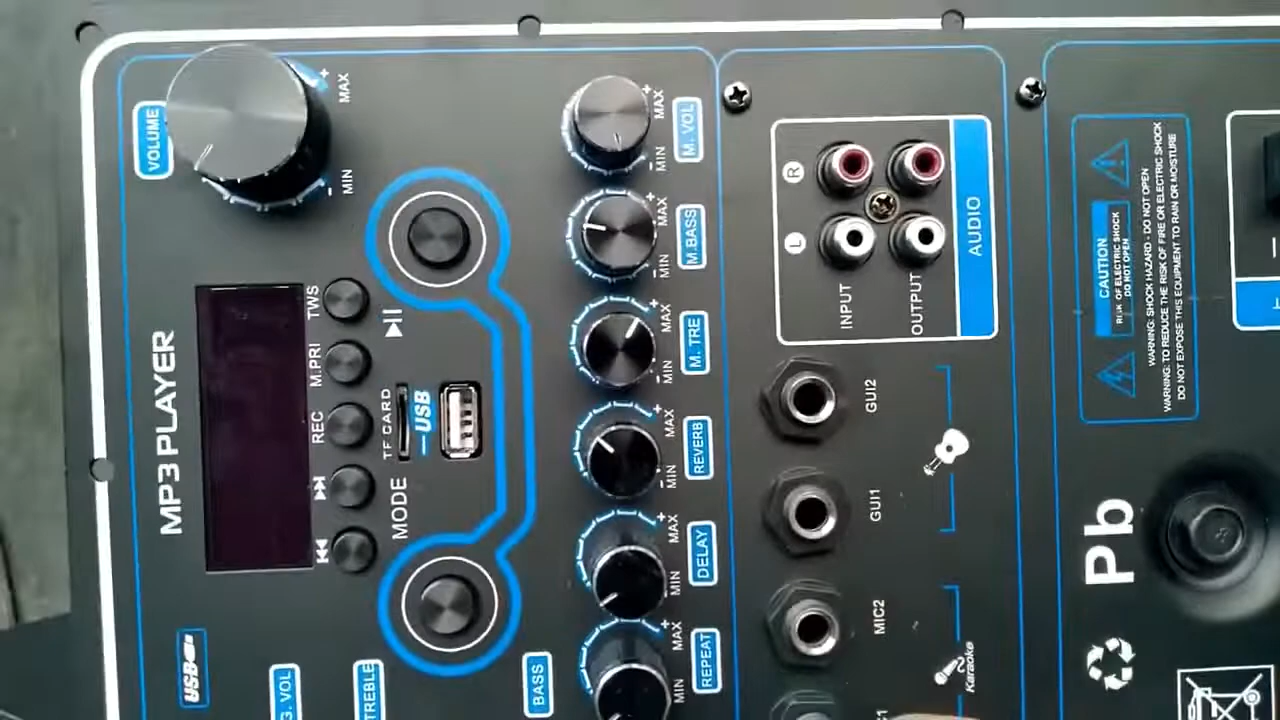 VOLUME
+
MAX
-
MIN
MP3 PLAYER
TWS
M.PRI
REC
TF CARD
USB
MODE
USB
G. VOL
TREBLE
BASS
+
MAX
-
MIN
M. VOL
+
MAX
-
MIN
M.BASS
+
MAX
-
MIN
M. TRE
+
MAX
-
MIN
REVERB
+
MAX
-
MIN
DELAY
+
MAX
-
MIN
REPEAT
R
L
INPUT
OUTPUT
AUDIO
GUI2
GUI1
MIC2
Karaoke
CAUTION
RISK OF ELECTRIC SHOCK
DO NOT OPEN
WARNING: SHOCK HAZARD - DO NOT OPEN
WARNING: TO REDUCE THE RISK OF FIRE OR ELECTRIC SHOCK
DO NOT EXPOSE THIS EQUIPMENT TO RAIN OR MOISTURE
Pb